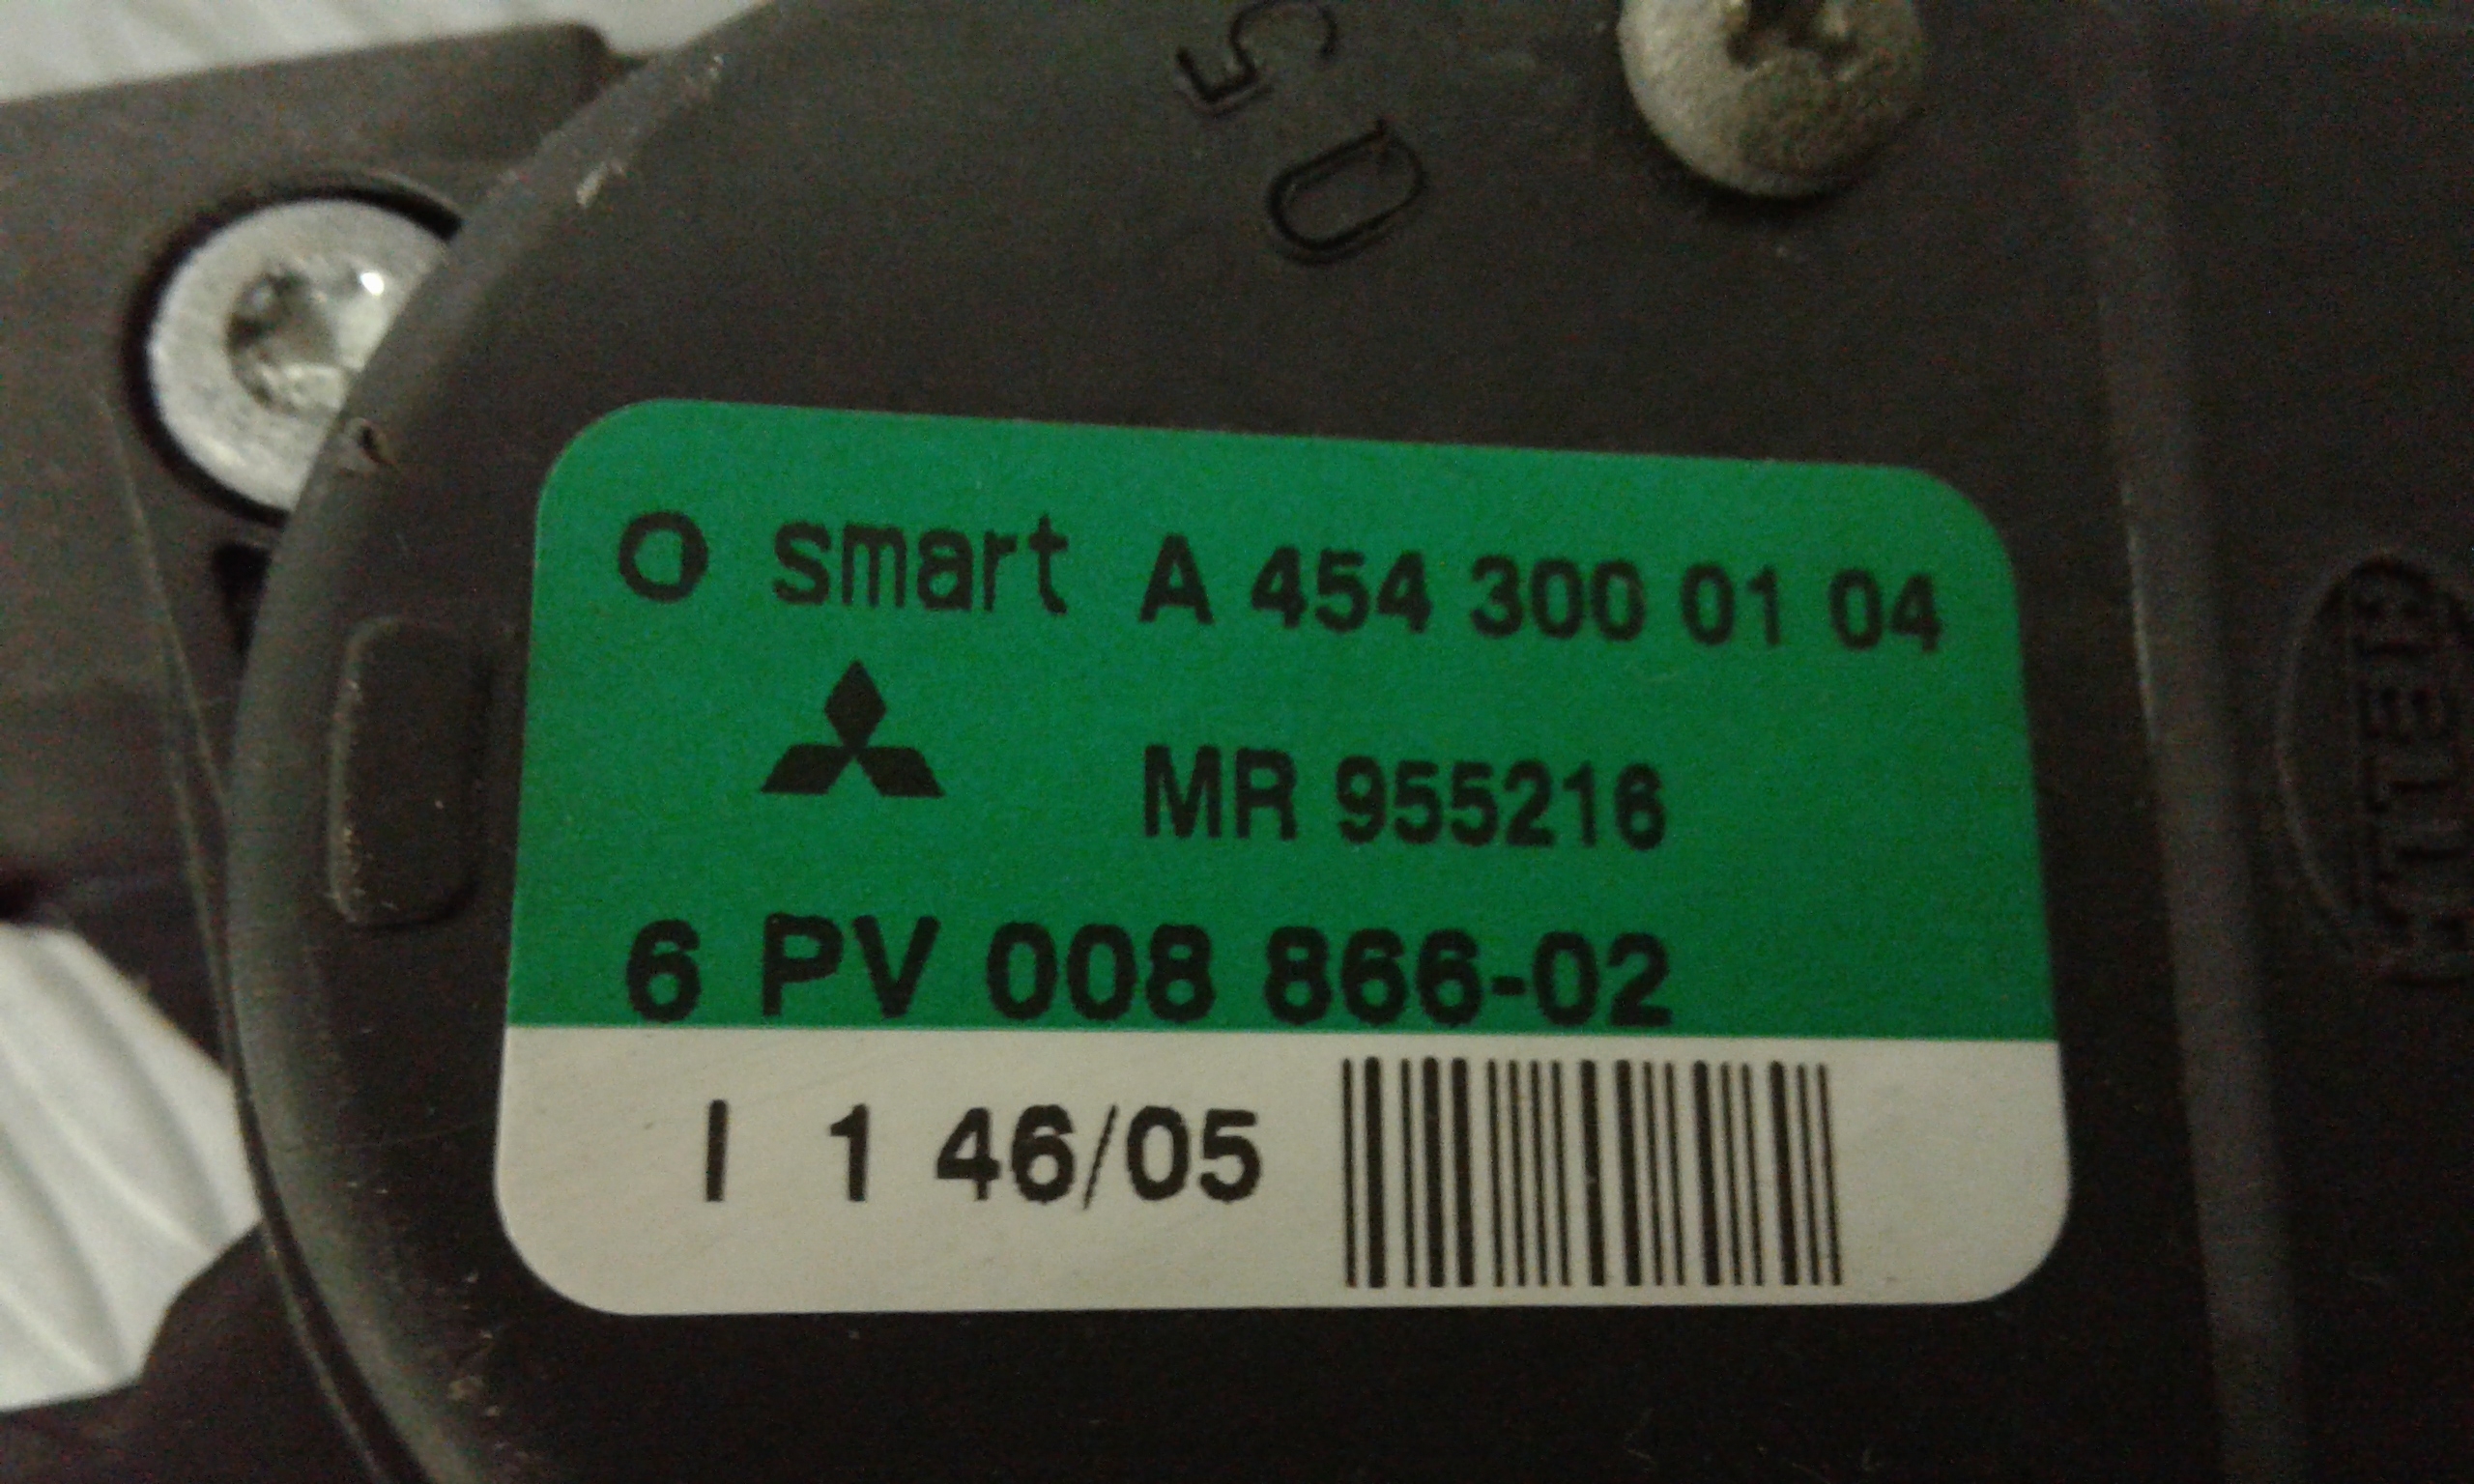 O smart A 454 300 01 04
MR 955216
6 PV 008 866-02
I 1 46/05